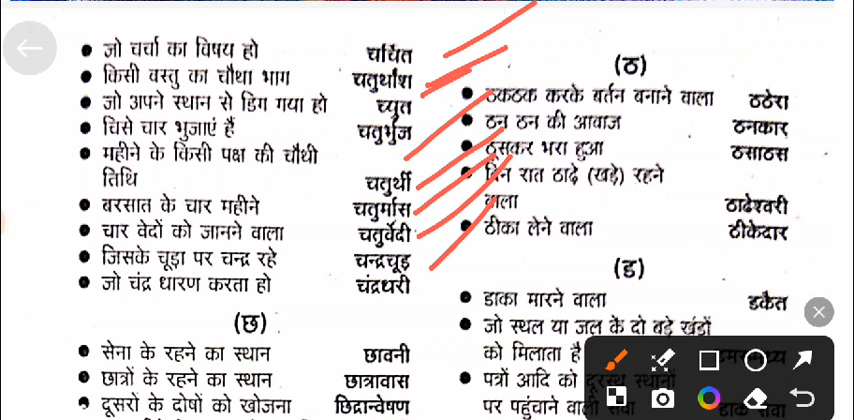 • जो चर्चा का विषय हो चर्चित
• किसी वस्तु का चौथा भाग चतुर्थांश
• जो अपने स्थान से डिग गया हो च्युत
• जिसे चार भुजाएं हैं चतुर्भुज
• महीने के किसी पक्ष की चौथी
तिथि चतुर्थी
• बरसात के चार महीने चतुर्मास
• चार वेदों को जानने वाला चतुर्वेदी
• जिसके चूड़ा पर चन्द्र रहे चन्द्रचूड़
• जो चंद्र धारण करता हो चंद्रधरी
(छ)
• सेना के रहने का स्थान छावनी
• छात्रों के रहने का स्थान छात्रावास
• दूसरों के दोषों को खोजना छिद्रान्वेषण
(ठ)
• ठकठक करके बर्तन बनाने वाला ठठेरा
• ठन ठन की आवाज ठनकार
• ठूसकर भरा हुआ ठसाठस
• दिन रात ठाढ़े (खड़े) रहने
वाला ठाढेश्वरी
• ठीका लेने वाला ठीकेदार
(ड)
• डाका मारने वाला डकैत
• जो स्थल या जल के दो बड़े खंडों
को मिलाता है
• पत्रों आदि को दूरस्थ स्थानों
पर पहुंचाने वाली सेवा डाक सेवा